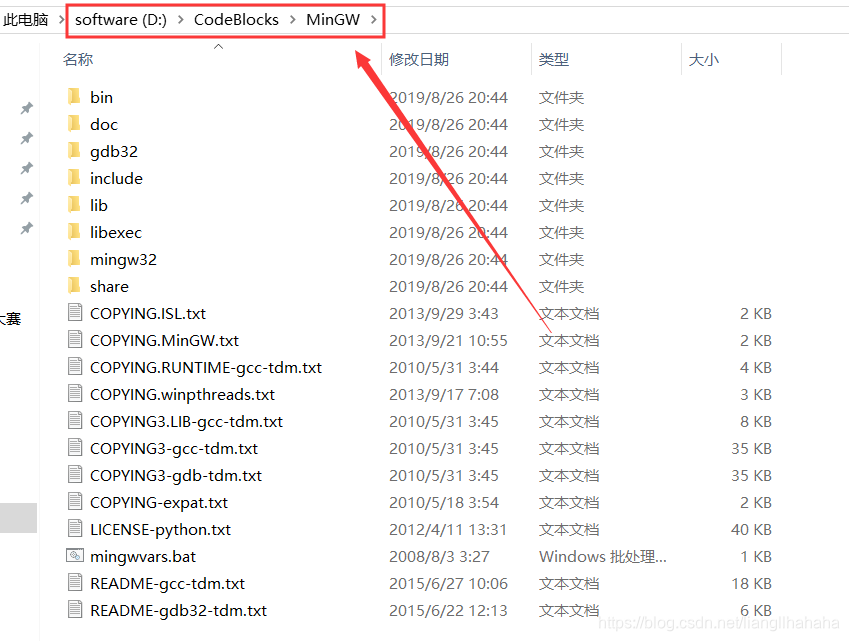 此电脑 > software (D:) > CodeBlocks > MinGW >
名称 修改日期 类型 大小
bin 2019/8/26 20:44 文件夹
doc 2019/8/26 20:44 文件夹
gdb32 2019/8/26 20:44 文件夹
include 2019/8/26 20:44 文件夹
lib 2019/8/26 20:44 文件夹
libexec 2019/8/26 20:44 文件夹
mingw32 2019/8/26 20:44 文件夹
share 2019/8/26 20:44 文件夹
COPYING.ISL.txt 2013/9/29 3:43 文本文档 2 KB
大赛
COPYING.MinGW.txt 2013/9/21 10:55 文本文档 2 KB
COPYING.RUNTIME-gcc-tdm.txt 2010/5/31 3:44 文本文档 4 KB
COPYING.winpthreads.txt 2013/9/17 7:08 文本文档 3 KB
COPYING3.LIB-gcc-tdm.txt 2010/5/31 3:45 文本文档 8 KB
COPYING3-gcc-tdm.txt 2010/5/31 3:45 文本文档 35 KB
COPYING3-gdb-tdm.txt 2010/5/31 3:45 文本文档 35 KB
COPYING-expat.txt 2010/5/18 3:54 文本文档 2 KB
LICENSE-python.txt 2012/4/11 13:31 文本文档 40 KB
mingwvars.bat 2008/8/3 3:27 Windows 批处理... 1 KB
README-gcc-tdm.txt 2015/6/27 10:06 文本文档 18 KB
README-gdb32-tdm.txt 2015/6/22 12:13 文本文档 6 KB
https://blog.csdn.net/liangllhahaha